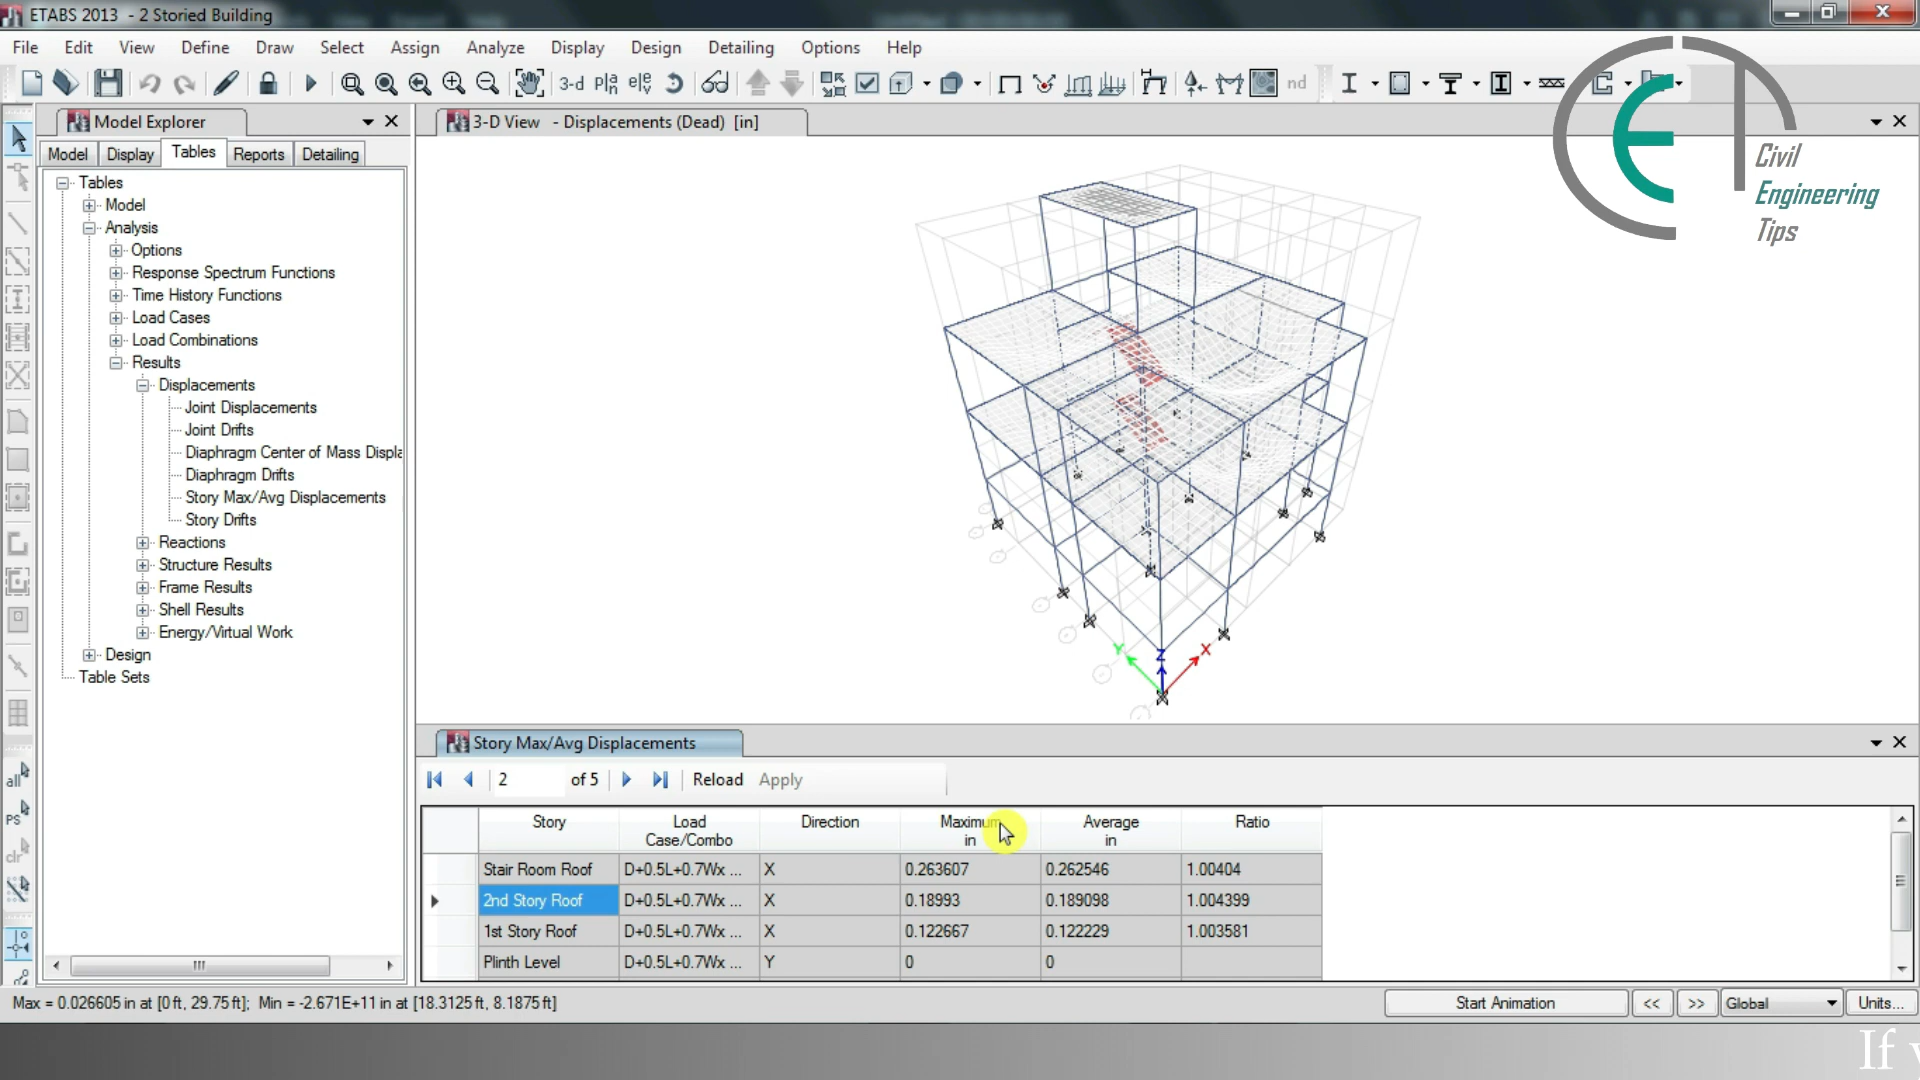 ETABS 2013 - 2 Storied Building
File Edit View Define Draw Select Assign Analyze Display Design Detailing Options Help
3-d pla ele nd
Model Explorer
3-D View - Displacements (Dead) [in]
Model Display Tables Reports Detailing
Tables
Model
Analysis
Options
Response Spectrum Functions
Time History Functions
Load Cases
Load Combinations
Results
Displacements
Joint Displacements
Joint Drifts
Diaphragm Center of Mass Displa
Diaphragm Drifts
Story Max/Avg Displacements
Story Drifts
Reactions
Structure Results
Frame Results
Shell Results
Energy/Virtual Work
Design
Table Sets
all
PS
clr
Civil
Engineering
Tips
Y Z X
Story Max/Avg Displacements
2 of 5 Reload Apply
Story Load Case/Combo Direction Maximum in Average in Ratio
Stair Room Roof D+0.5L+0.7Wx ... X 0.263607 0.262546 1.00404
2nd Story Roof D+0.5L+0.7Wx ... X 0.18993 0.189098 1.004399
1st Story Roof D+0.5L+0.7Wx ... X 0.122667 0.122229 1.003581
Plinth Level D+0.5L+0.7Wx ... Y 0 0
Max = 0.026605 in at [0 ft, 29.75 ft]; Min = -2.671E+11 in at [18.3125 ft, 8.1875 ft]
Start Animation << >> Global Units...
If